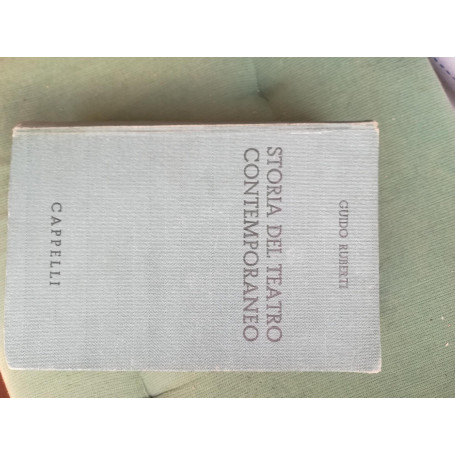 GUIDO RUBERTI
STORIA DEL TEATRO
CONTEMPORANEO
CAPPELLI